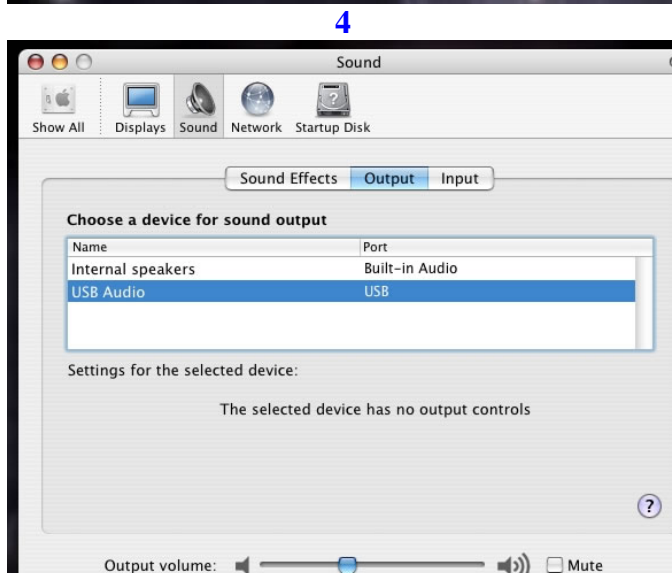 4
Sound
Show All Displays Sound Network Startup Disk
Sound Effects Output Input
Choose a device for sound output
Name Port
Internal speakers Built-in Audio
USB Audio USB
Settings for the selected device:
The selected device has no output controls
?
Output volume: Mute